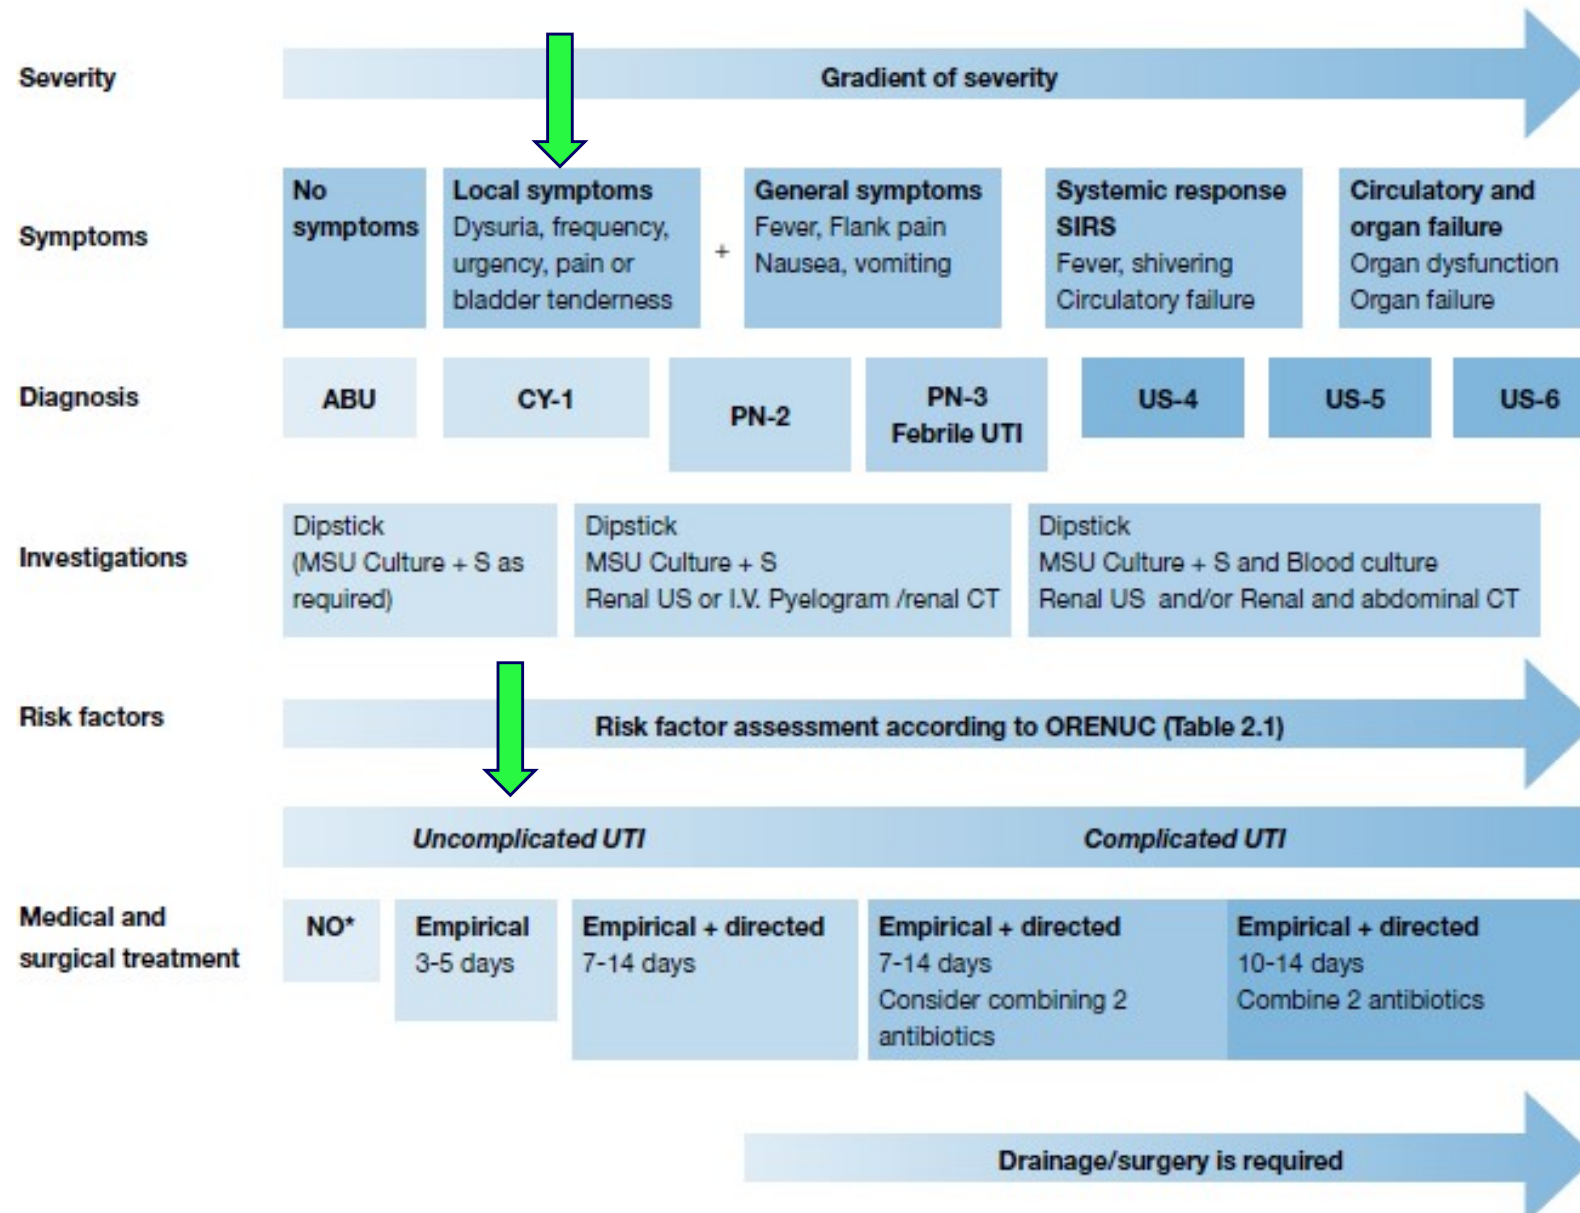 Severity
Gradient of severity
Symptoms
No
symptoms
Local symptoms
Dysuria, frequency,
urgency, pain or
bladder tenderness
+
General symptoms
Fever, Flank pain
Nausea, vomiting
Systemic response
SIRS
Fever, shivering
Circulatory failure
Circulatory and
organ failure
Organ dysfunction
Organ failure
Diagnosis
ABU
CY-1
PN-2
PN-3
Febrile UTI
US-4
US-5
US-6
Investigations
Dipstick
(MSU Culture + S as
required)
Dipstick
MSU Culture + S
Renal US or I.V. Pyelogram /renal CT
Dipstick
MSU Culture + S and Blood culture
Renal US and/or Renal and abdominal CT
Risk factors
Risk factor assessment according to ORENUC (Table 2.1)
Uncomplicated UTI
Complicated UTI
Medical and
surgical treatment
NO*
Empirical
3-5 days
Empirical + directed
7-14 days
Empirical + directed
7-14 days
Consider combining 2
antibiotics
Empirical + directed
10-14 days
Combine 2 antibiotics
Drainage/surgery is required